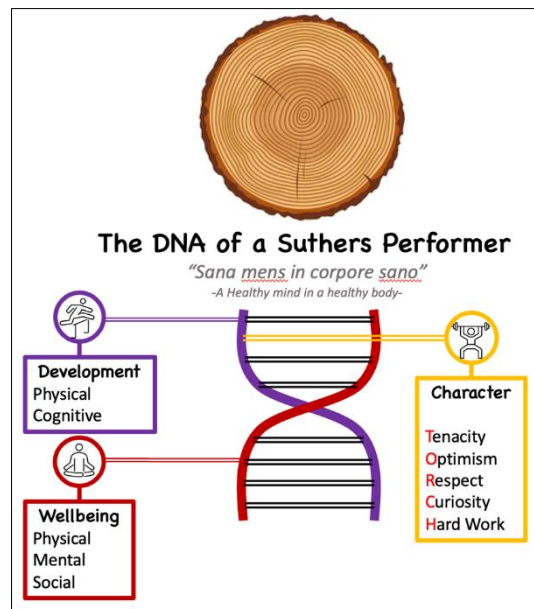 The DNA of a Suthers Performer
“Sana mens in corpore sano”
-A Healthy mind in a healthy body-
Development
Physical
Cognitive
Wellbeing
Physical
Mental
Social
Character
Tenacity
Optimism
Respect
Curiosity
Hard Work